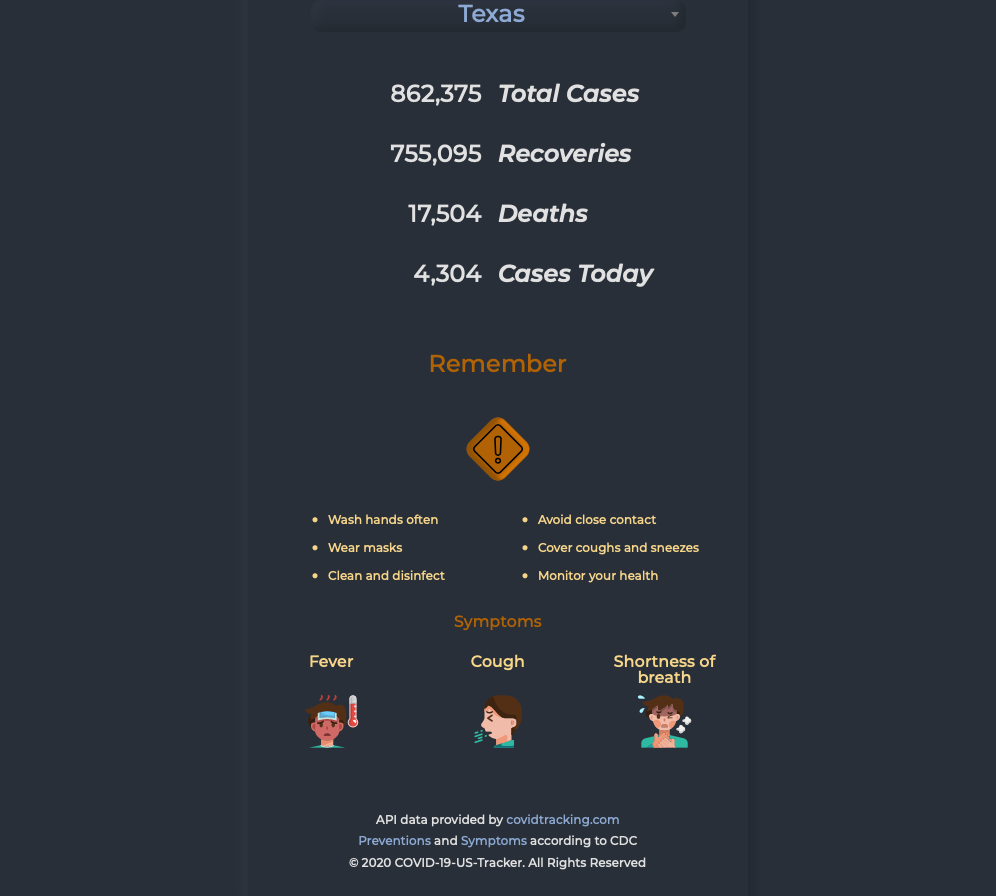 Texas
862,375 Total Cases
755,095 Recoveries
17,504 Deaths
4,304 Cases Today
Remember
Wash hands often
Wear masks
Clean and disinfect
Avoid close contact
Cover coughs and sneezes
Monitor your health
Symptoms
Fever
Cough
Shortness of
breath
API data provided by covidtracking.com
Preventions and Symptoms according to CDC
© 2020 COVID-19-US-Tracker. All Rights Reserved